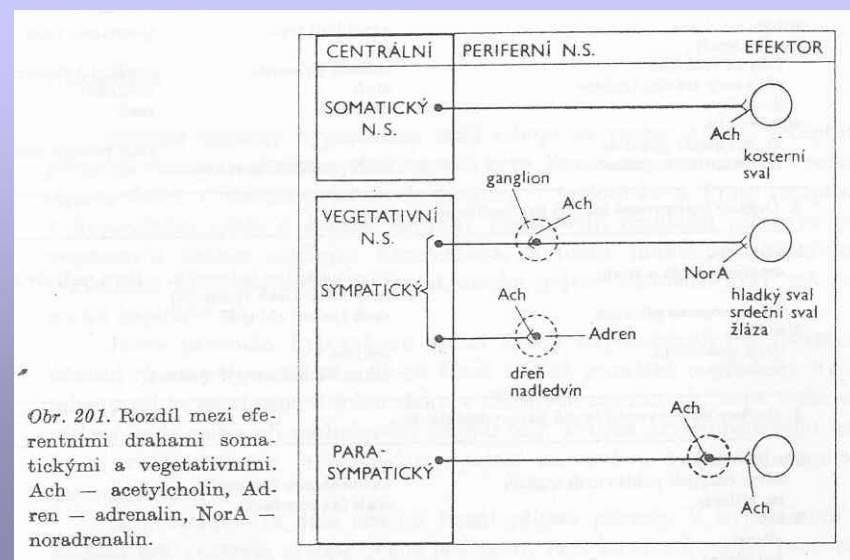 CENTRÁLNÍ PERIFERNÍ N.S. EFEKTOR
SOMATICKÝ
N.S.
Ach
kosterní
sval
ganglion
Ach
VEGETATIVNÍ
N.S.
SYMPATICKÝ
NorA
hladký sval
srdeční sval
žláza
Ach
Adren
dřeň
nadledvin
Ach
PARA-
SYMPATICKÝ
Ach
Obr. 201. Rozdíl mezi efe-
rentními drahami soma-
tickými a vegetativními.
Ach — acetylcholin, Ad-
ren — adrenalin, NorA —
noradrenalin.